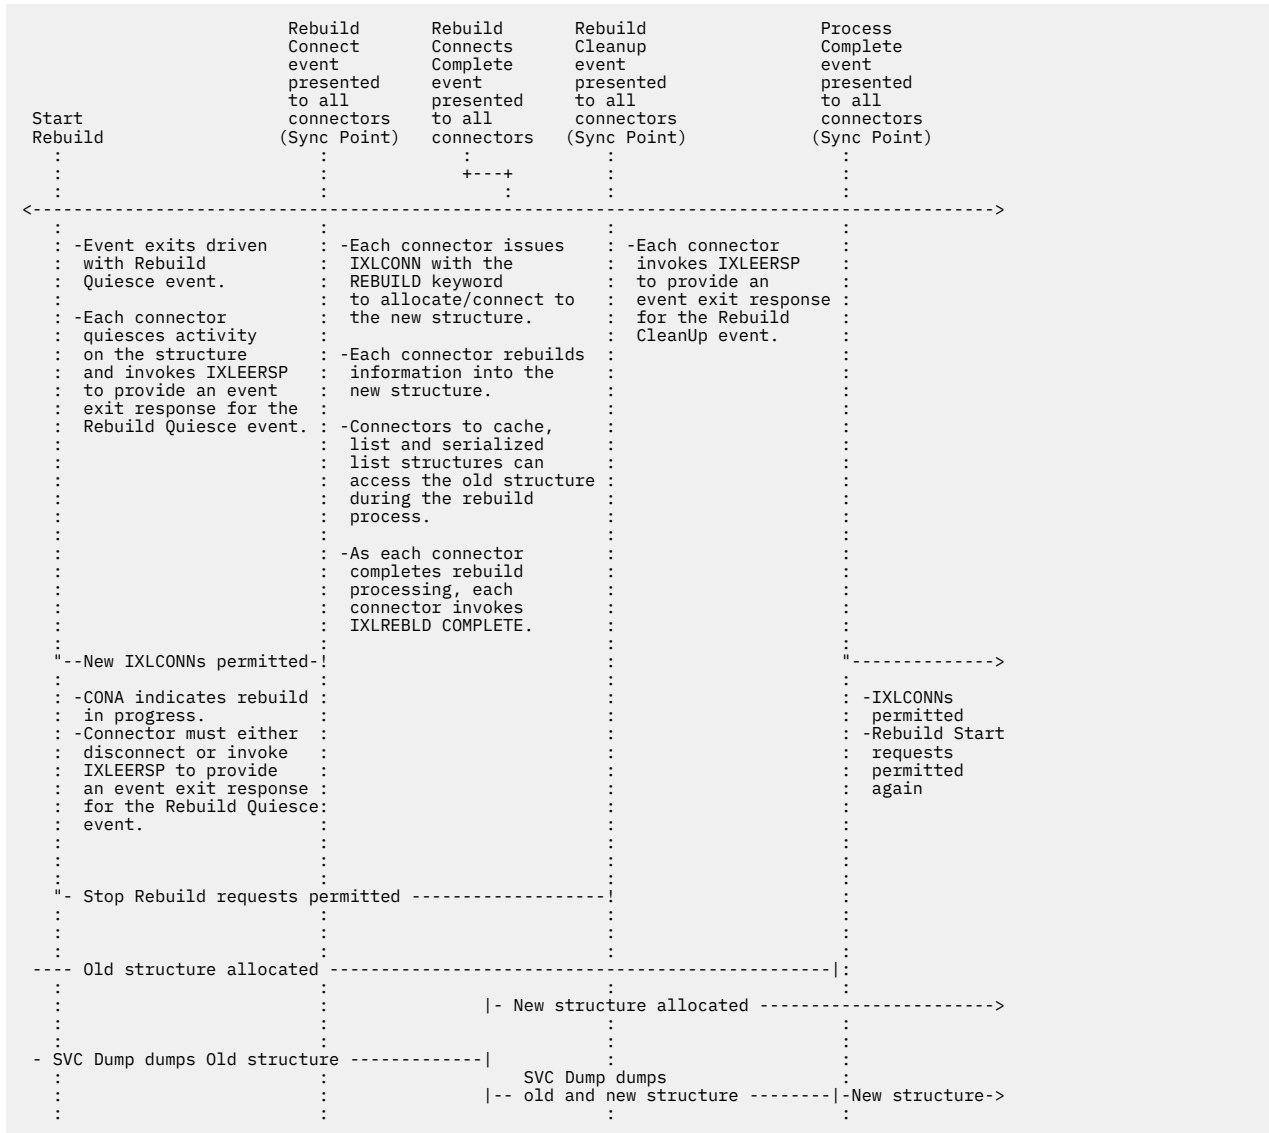 Rebuild       Rebuild       Rebuild                 Process
                            Connect       Connects      Cleanup                 Complete
                            event         Complete      event                   event
                            presented     event         presented               presented
                            to all        presented     to all                  to all
   Start                    connectors    to all        connectors              connectors
   Rebuild                 (Sync Point)   connectors   (Sync Point)            (Sync Point)
     :                         :             :             :                      :
     :                         :             +---+         :                      :
     :                         :                 :         :                      :
  <---------------------------------------------------------------------------------------------->
     :                         :                           :                      :
     : -Event exits driven     : -Each connector issues    : -Each connector      :
     :  with Rebuild           :  IXLCONN with the         :  invokes IXLEERSP    :
     :  Quiesce event.         :  REBUILD keyword          :  to provide an       :
     :                         :  to allocate/connect to   :  event exit response :
     : -Each connector         :  the new structure.       :  for the Rebuild     :
     :  quiesces activity      :                           :  CleanUp event.      :
     :  on the structure       : -Each connector rebuilds  :                      :
     :  and invokes IXLEERSP   :  information into the     :                      :
     :  to provide an event    :  new structure.           :                      :
     :  exit response for the  :                           :                      :
     :  Rebuild Quiesce event. : -Connectors to cache,     :                      :
     :                         :  list and serialized      :                      :
     :                         :  list structures can      :                      :
     :                         :  access the old structure :                      :
     :                         :  during the rebuild       :                      :
     :                         :  process.                 :                      :
     :                         :                           :                      :
     :                         : -As each connector        :                      :
     :                         :  completes rebuild        :                      :
     :                         :  processing, each         :                      :
     :                         :  connector invokes        :                      :
     :                         :  IXLREBLD COMPLETE.       :                      :
     :                         :                           :                      :
     "--New IXLCONNs permitted-!                           :                      "-------------->
     :                         :                           :                      :
     : -CONA indicates rebuild :                           :                      : -IXLCONNs
     :  in progress.           :                           :                      :  permitted
     : -Connector must either  :                           :                      : -Rebuild Start
     :  disconnect or invoke   :                           :                      :  requests
     :  IXLEERSP to provide    :                           :                      :  permitted
     :  an event exit response :                           :                      :  again
     :  for the Rebuild Quiesce:                           :                      :
     :  event.                 :                           :                      :
     :                         :                           :                      :
     :                         :                           :                      :
     :                         :                           :                      :
     "- Stop Rebuild requests permitted -------------------!                      :
     :                         :                           :                      :
     :                         :                           :                      :
     :                         :                           :                      :
   ---- Old structure allocated -------------------------------------------------|:
     :                         :                           :                      :
     :                         :               |- New structure allocated ----------------------->
     :                         :                           :                      :
     :                         :                           :                      :
   - SVC Dump dumps Old structure -------------|           :                      :
     :                         :                   SVC Dump dumps                 :
     :                         :               |-- old and new structure --------|-New structure->
     :                         :                           :                      :